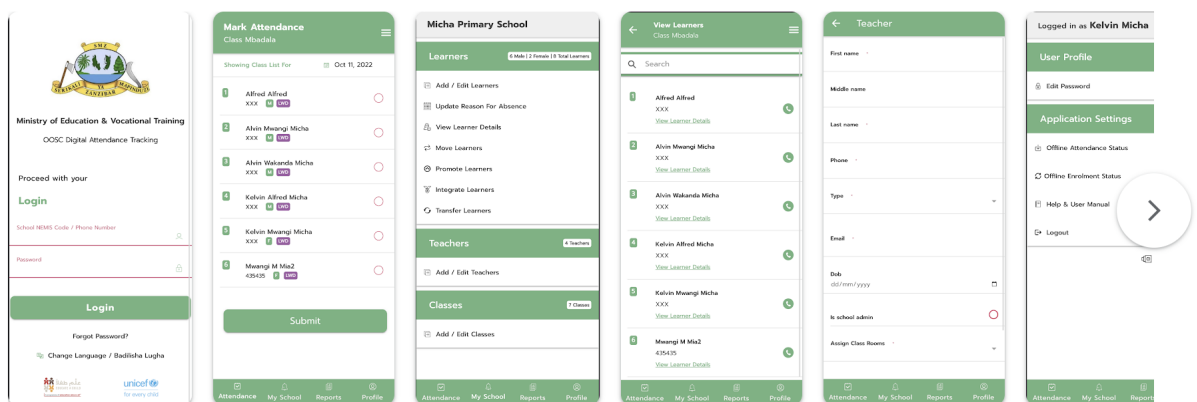 SMZ
SERIKALI YA MAPINDUZI
ZANZIBAR
Ministry of Education & Vocational Training
OOSC Digital Attendance Tracking
Proceed with your
Login
School NEMIS Code / Phone Number
Password
Login
Forgot Password?
Change Language / Badilisha Lugha
unicef
for every child
Mark Attendance
Class Mbadala
Showing Class List For
Oct 11, 2022
1
Alfred Alfred
XXX M LWD
2
Alvin Mwangi Micha
XXX M LWD
3
Alvin Wakanda Micha
XXX M LWD
4
Kelvin Alfred Micha
XXX M LWD
5
Kelvin Mwangi Micha
XXX F LWD
6
Mwangi M Mia2
435435 F LWD
Submit
Attendance My School Reports Profile
Micha Primary School
Learners
6 Male | 2 Female | 8 Total Learners
Add / Edit Learners
Update Reason For Absence
View Learner Details
Move Learners
Promote Learners
Integrate Learners
Transfer Learners
Teachers
4 Teachers
Add / Edit Teachers
Classes
7 Classes
Add / Edit Classes
Attendance My School Reports Profile
View Learners
Class Mbadala
Search
1
Alfred Alfred
XXX
View Learner Details
2
Alvin Mwangi Micha
XXX
View Learner Details
3
Alvin Wakanda Micha
XXX
View Learner Details
4
Kelvin Alfred Micha
XXX
View Learner Details
5
Kelvin Mwangi Micha
XXX
View Learner Details
6
Mwangi M Mia2
435435
View Learner Details
Attendance My School Reports Profile
Teacher
First name
Middle name
Last name
Phone
Type
Email
Dob
dd/mm/yyyy
Is school admin
Assign Class Rooms
Attendance My School Reports Profile
Logged in as Kelvin Micha
User Profile
Edit Password
Application Settings
Offline Attendance Status
Offline Enrolment Status
Help & User Manual
Logout
Attendance My School